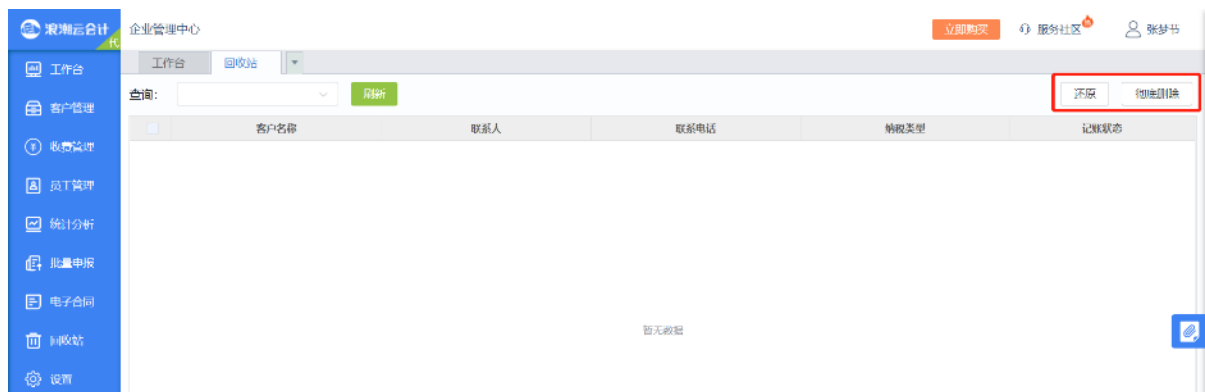 浪潮云会计
代
企业管理中心
立即购买
服务社区
热
张梦书
工作台
客户管理
收费管理
员工管理
统计分析
批量申报
电子合同
回收站
设置
工作台
回收站
查询:
刷新
还原
彻底删除
客户名称
联系人
联系电话
纳税类型
记账状态
暂无数据